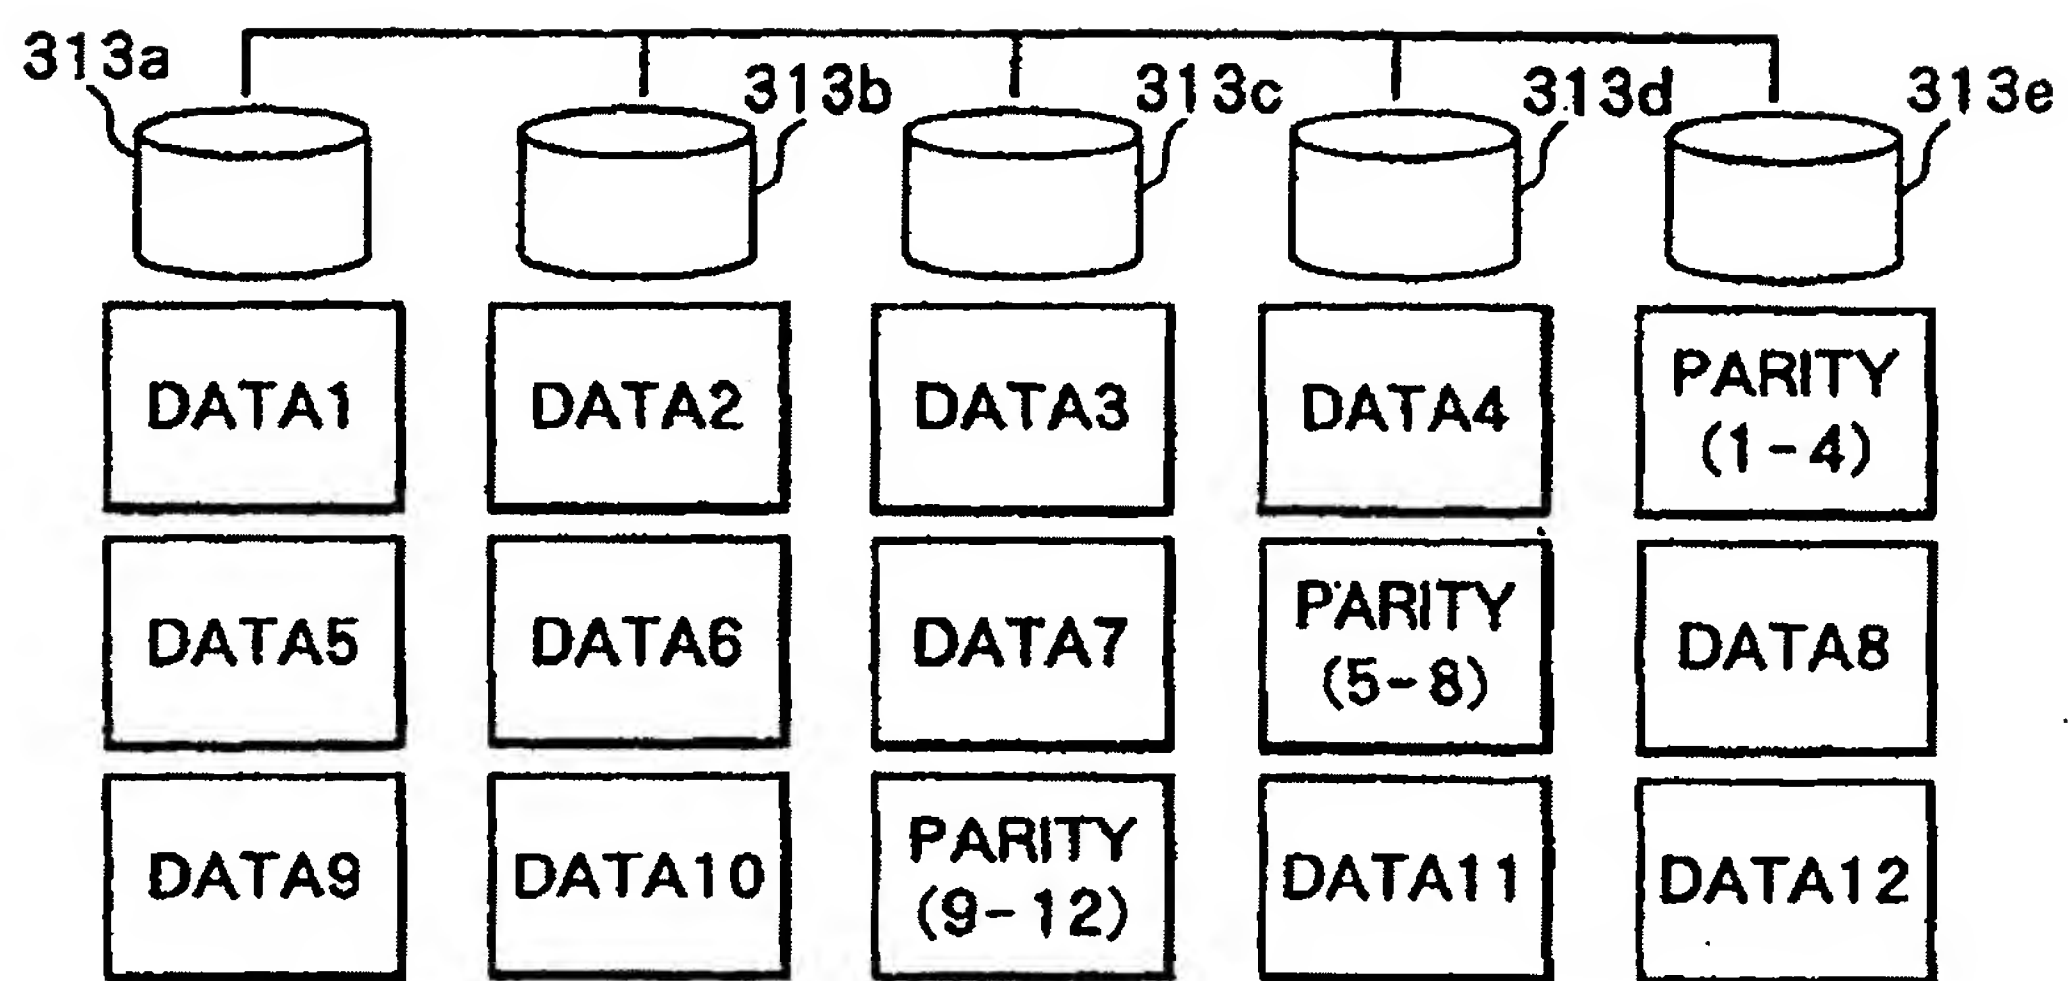 313a
313b
313c
313d
313e
DATA1
DATA2
DATA3
DATA4
PARITY
(1-4)
DATA5
DATA6
DATA7
PARITY
(5-8)
DATA8
DATA9
DATA10
PARITY
(9-12)
DATA11
DATA12